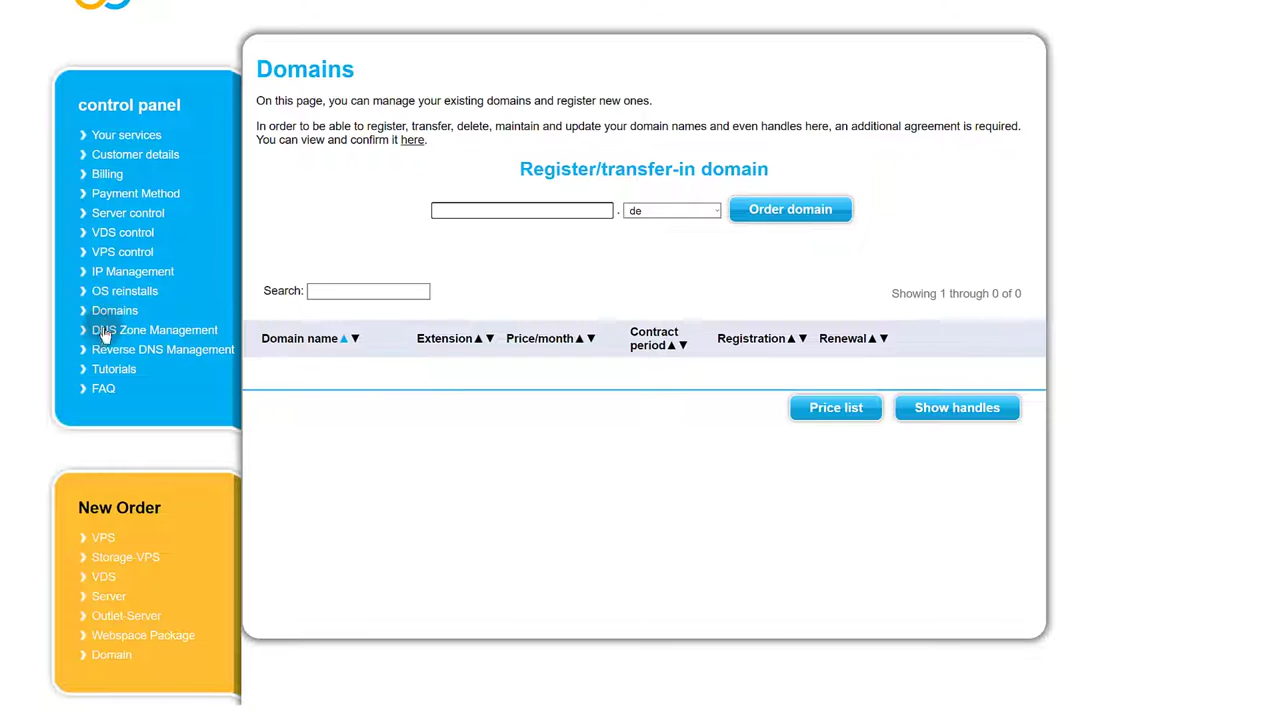 Domains
On this page, you can manage your existing domains and register new ones.
In order to be able to register, transfer, delete, maintain and update your domain names and even handles here, an additional agreement is required.
You can view and confirm it here.
Register/transfer-in domain
. de Order domain
Search:
Showing 1 through 0 of 0
Domain name▲▼ Extension▲▼ Price/month▲▼ Contract period▲▼ Registration▲▼ Renewal▲▼
Price list Show handles
control panel
Your services
Customer details
Billing
Payment Method
Server control
VDS control
VPS control
IP Management
OS reinstalls
Domains
DNS Zone Management
Reverse DNS Management
Tutorials
FAQ
New Order
VPS
Storage-VPS
VDS
Server
Outlet-Server
Webspace Package
Domain